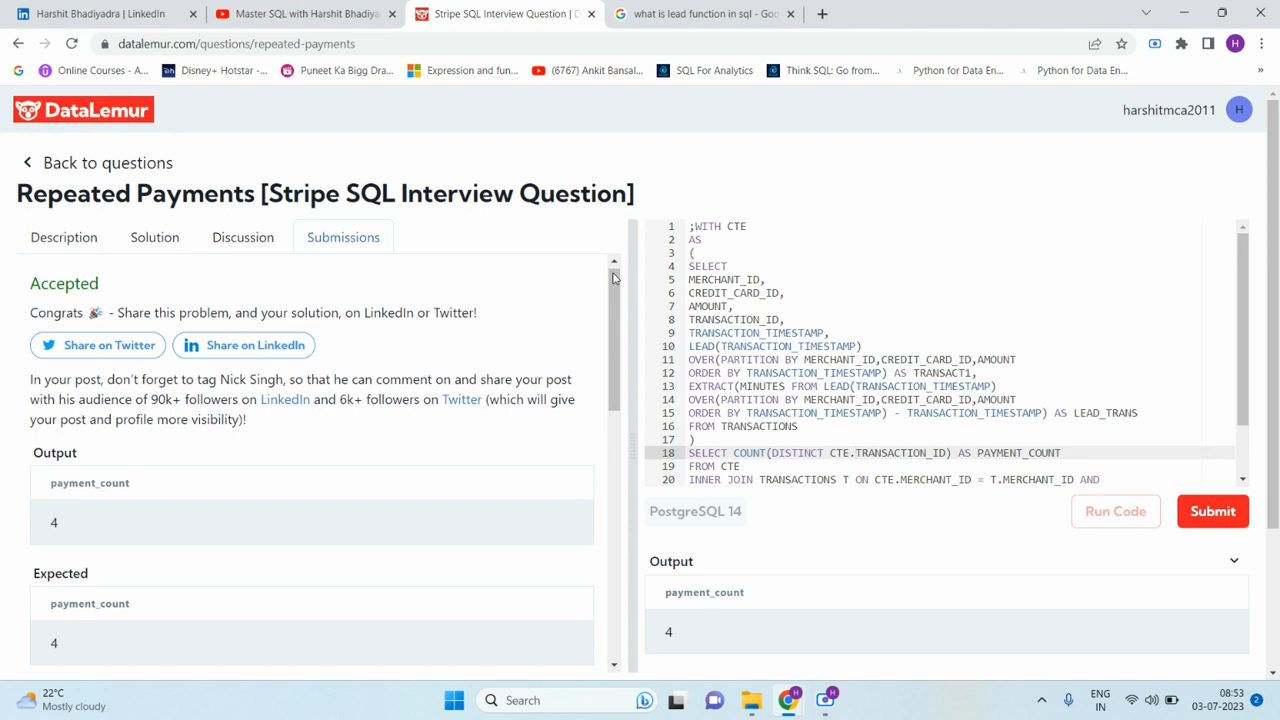 Harshit Bhadiyadra | LinkedIn
Master SQL with Harshit Bhadiya
Stripe SQL Interview Question | D
what is lead function in sql - Goo
datalemur.com/questions/repeated-payments
Online Courses - A...
Disney+ Hotstar -...
Puneet Ka Bigg Dra...
Expression and fun...
(6767) Ankit Bansal...
SQL For Analytics
Think SQL: Go from...
Python for Data En...
Python for Data En...
DataLemur
harshitmca2011
H
Back to questions
Repeated Payments [Stripe SQL Interview Question]
Description
Solution
Discussion
Submissions
Accepted
Congrats 🎉 - Share this problem, and your solution, on LinkedIn or Twitter!
Share on Twitter
Share on LinkedIn
In your post, don't forget to tag Nick Singh, so that he can comment on and share your post
with his audience of 90k+ followers on LinkedIn and 6k+ followers on Twitter (which will give
your post and profile more visibility)!
Output
payment_count
4
Expected
payment_count
4
1 ;WITH CTE
2 AS
3 (
4 SELECT
5 MERCHANT_ID,
6 CREDIT_CARD_ID,
7 AMOUNT,
8 TRANSACTION_ID,
9 TRANSACTION_TIMESTAMP,
10 LEAD(TRANSACTION_TIMESTAMP)
11 OVER(PARTITION BY MERCHANT_ID,CREDIT_CARD_ID,AMOUNT
12 ORDER BY TRANSACTION_TIMESTAMP) AS TRANSACT1,
13 EXTRACT(MINUTES FROM LEAD(TRANSACTION_TIMESTAMP)
14 OVER(PARTITION BY MERCHANT_ID,CREDIT_CARD_ID,AMOUNT
15 ORDER BY TRANSACTION_TIMESTAMP) - TRANSACTION_TIMESTAMP) AS LEAD_TRANS
16 FROM TRANSACTIONS
17 )
18 SELECT COUNT(DISTINCT CTE.TRANSACTION_ID) AS PAYMENT_COUNT
19 FROM CTE
20 INNER JOIN TRANSACTIONS T ON CTE.MERCHANT_ID = T.MERCHANT_ID AND
PostgreSQL 14
Run Code
Submit
Output
payment_count
4
22°C
Mostly cloudy
Search
ENG
IN
08:53
03-07-2023
2